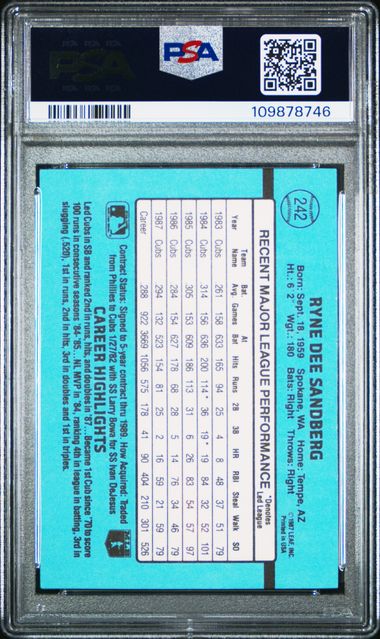 PSA
PSA
109878746
242
RYNE DEE SANDBERG
Born: Sept. 18, 1959 Spokane, WA Home: Tempe, AZ
Ht.: 6' 2" Wgt.: 180 Bats: Right Throws: Right
©1987 LEAF, INC.
Printed in USA
RECENT MAJOR LEAGUE PERFORMANCE
*Denotes
Led League
Team Bat. At
Year Name Avg Games Bat Hits Runs 2B 3B HR RBI Steal Walk SO
1983 Cubs 261 158 633 165 94 25 4 8 48 37 51 79
1984 Cubs 314 156 636 200 114* 36 19* 19 84 32 52 101
1985 Cubs 305 153 609 186 113 31 6 26 83 54 57 97
1986 Cubs 284 154 627 178 68 28 5 14 76 34 46 79
1987 Cubs 294 132 523 154 81 25 2 16 59 21 59 79
Career 288 922 3669 1056 575 178 41 90 404 210 301 526
Contract Status: Signed to 5-year contract thru 1989. How Acquired: Traded
from Phillies to Cubs 1/27/82 with SS Larry Bowa for SS Ivan DeJesus
MLB
CAREER HIGHLIGHTS
Led Cubs in SB and ranked 2nd in runs, hits, and doubles in '87... Became 1st Cub since '70 to score
100 runs in consecutive seasons '84-'85... NL MVP in '84, ranking 4th in league in batting, 3rd in
slugging (.520), 1st in runs, 2nd in hits, 3rd in doubles and 1st in triples.